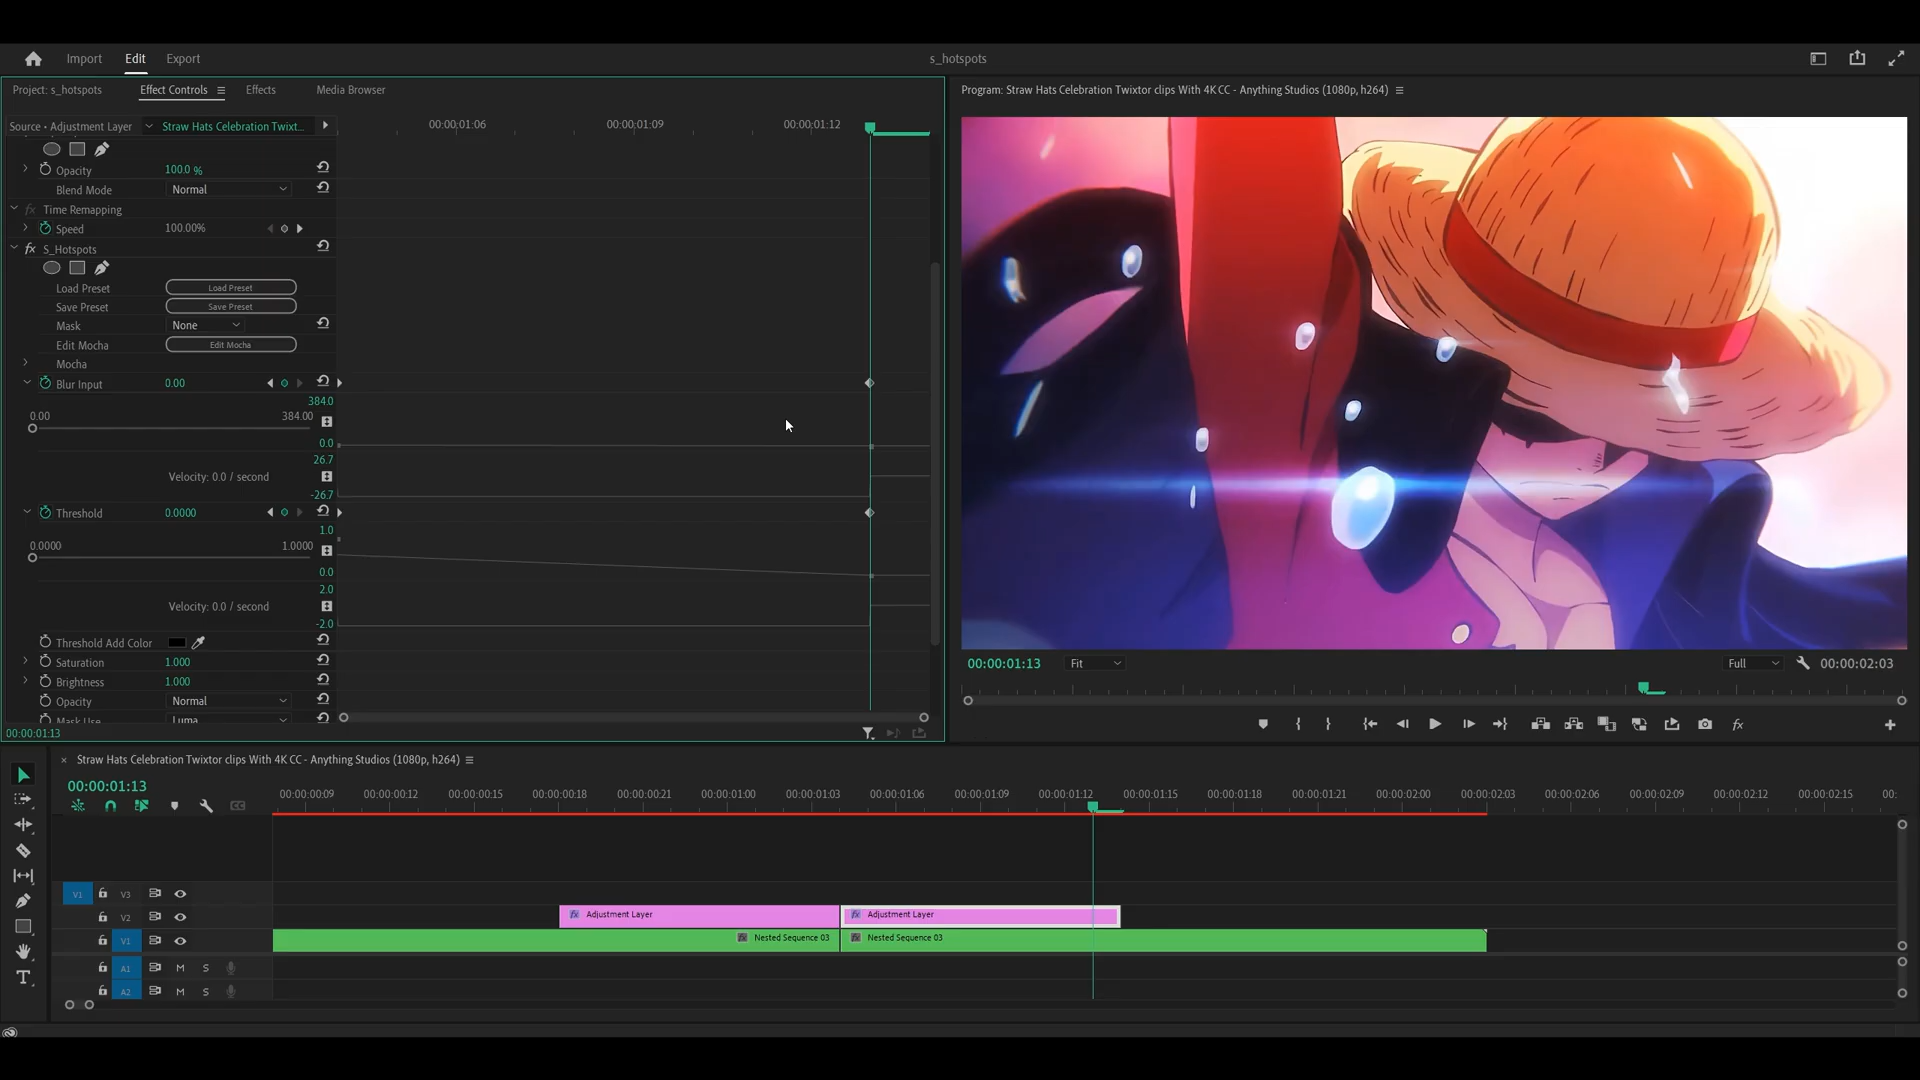 Import Edit Export s_hotspots
Project: s_hotspots Effect Controls Effects Media Browser
Source • Adjustment Layer Straw Hats Celebration Twixt... 00:00:01:06 00:00:01:09 00:00:01:12
Opacity 100.0 %
Blend Mode Normal
fx Time Remapping
Speed 100.00%
fx S_Hotspots
Load Preset Load Preset
Save Preset Save Preset
Mask None
Edit Mocha Edit Mocha
Mocha
Blur Input 0.00
384.0
0.00 384.00
0.0
26.7
Velocity: 0.0 / second
-26.7
Threshold 0.0000
1.0
0.0000 1.0000
0.0
2.0
Velocity: 0.0 / second
-2.0
Threshold Add Color
Saturation 1.000
Brightness 1.000
Opacity Normal
Mask Use Luma
00:00:01:13
Program: Straw Hats Celebration Twixtor clips With 4K CC - Anything Studios (1080p, h264)
00:00:01:13 Fit Full 00:00:02:03
fx
Straw Hats Celebration Twixtor clips With 4K CC - Anything Studios (1080p, h264)
00:00:01:13
00:00:00:09 00:00:00:12 00:00:00:15 00:00:00:18 00:00:00:21 00:00:01:00 00:00:01:03 00:00:01:06 00:00:01:09 00:00:01:12 00:00:01:15 00:00:01:18 00:00:01:21 00:00:02:00 00:00:02:03 00:00:02:06 00:00:02:09 00:00:02:12 00:00:02:15 00:
V1 V3
V2 fx Adjustment Layer fx Adjustment Layer
V1 fx Nested Sequence 03 fx Nested Sequence 03
A1 M S
A2 M S